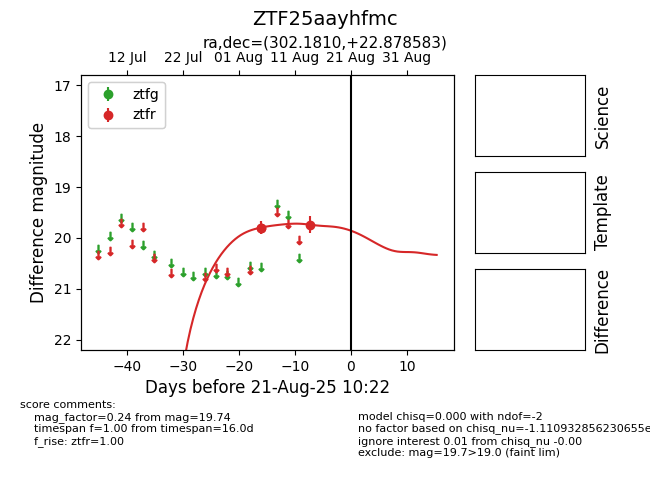 ZTF25aayhfmc
ra,dec=(302.1810,+22.878583)
12 Jul 22 Jul 01 Aug 11 Aug 21 Aug 31 Aug
ztfg
ztfr
17
18
19
20
21
22
Difference magnitude
−40 −30 −20 −10 0 10
Days before 21-Aug-25 10:22
Science
Template
Difference
score comments:
mag_factor=0.24 from mag=19.74
timespan f=1.00 from timespan=16.0d
f_rise: ztfr=1.00
model chisq=0.000 with ndof=-2
no factor based on chisq_nu=-1.110932856230655e
ignore interest 0.01 from chisq_nu -0.00
exclude: mag=19.7>19.0 (faint lim)